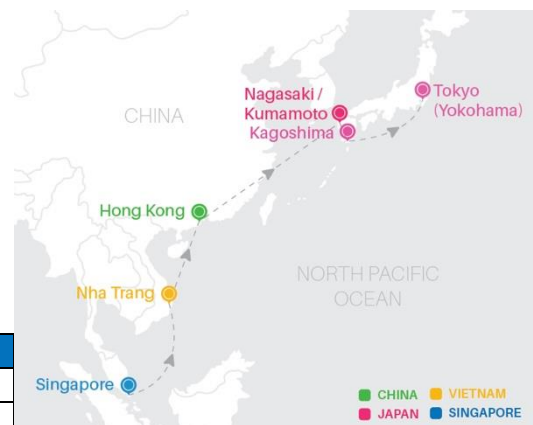 Nagasaki /
Kumamoto
Kagoshima
Tokyo
(Yokohama)
CHINA
Hong Kong
Nha Trang
NORTH PACIFIC
OCEAN
Singapore
CHINA VIETNAM
JAPAN SINGAPORE